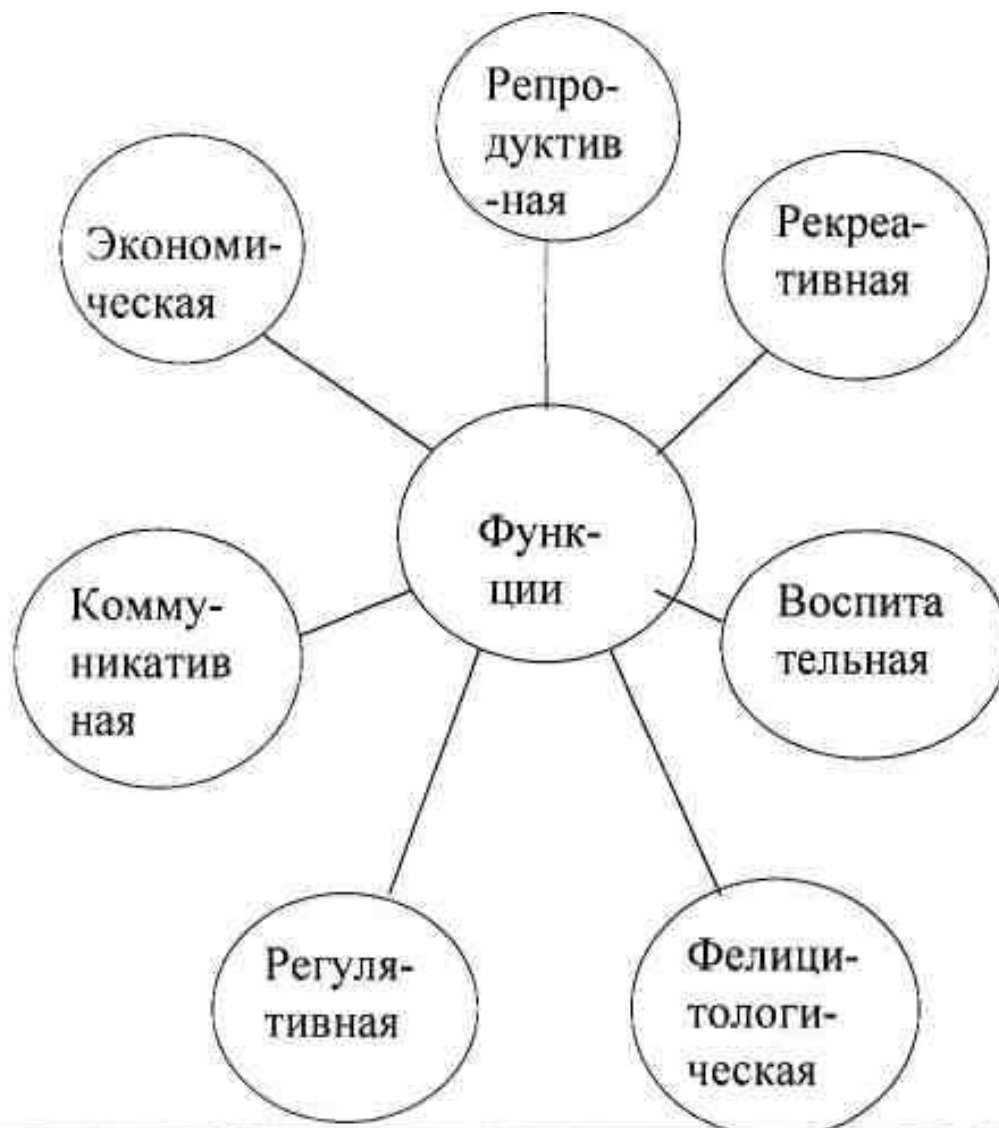 Репро-
дуктив
-ная
Экономи-
ческая
Рекреа-
тивная
Функ-
ции
Комму-
никатив
ная
Воспита
тельная
Регуля-
тивная
Фелици-
тологи-
ческая